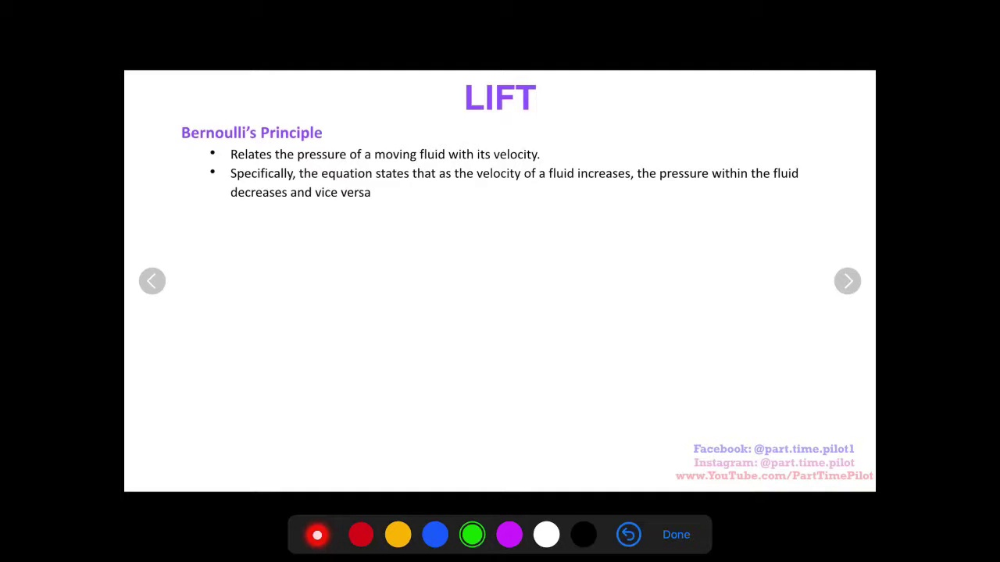 LIFT
Bernoulli’s Principle
• Relates the pressure of a moving fluid with its velocity.
• Specifically, the equation states that as the velocity of a fluid increases, the pressure within the fluid
decreases and vice versa
Facebook: @part.time.pilot1
Instagram: @part.time.pilot
www.YouTube.com/PartTimePilot
Done